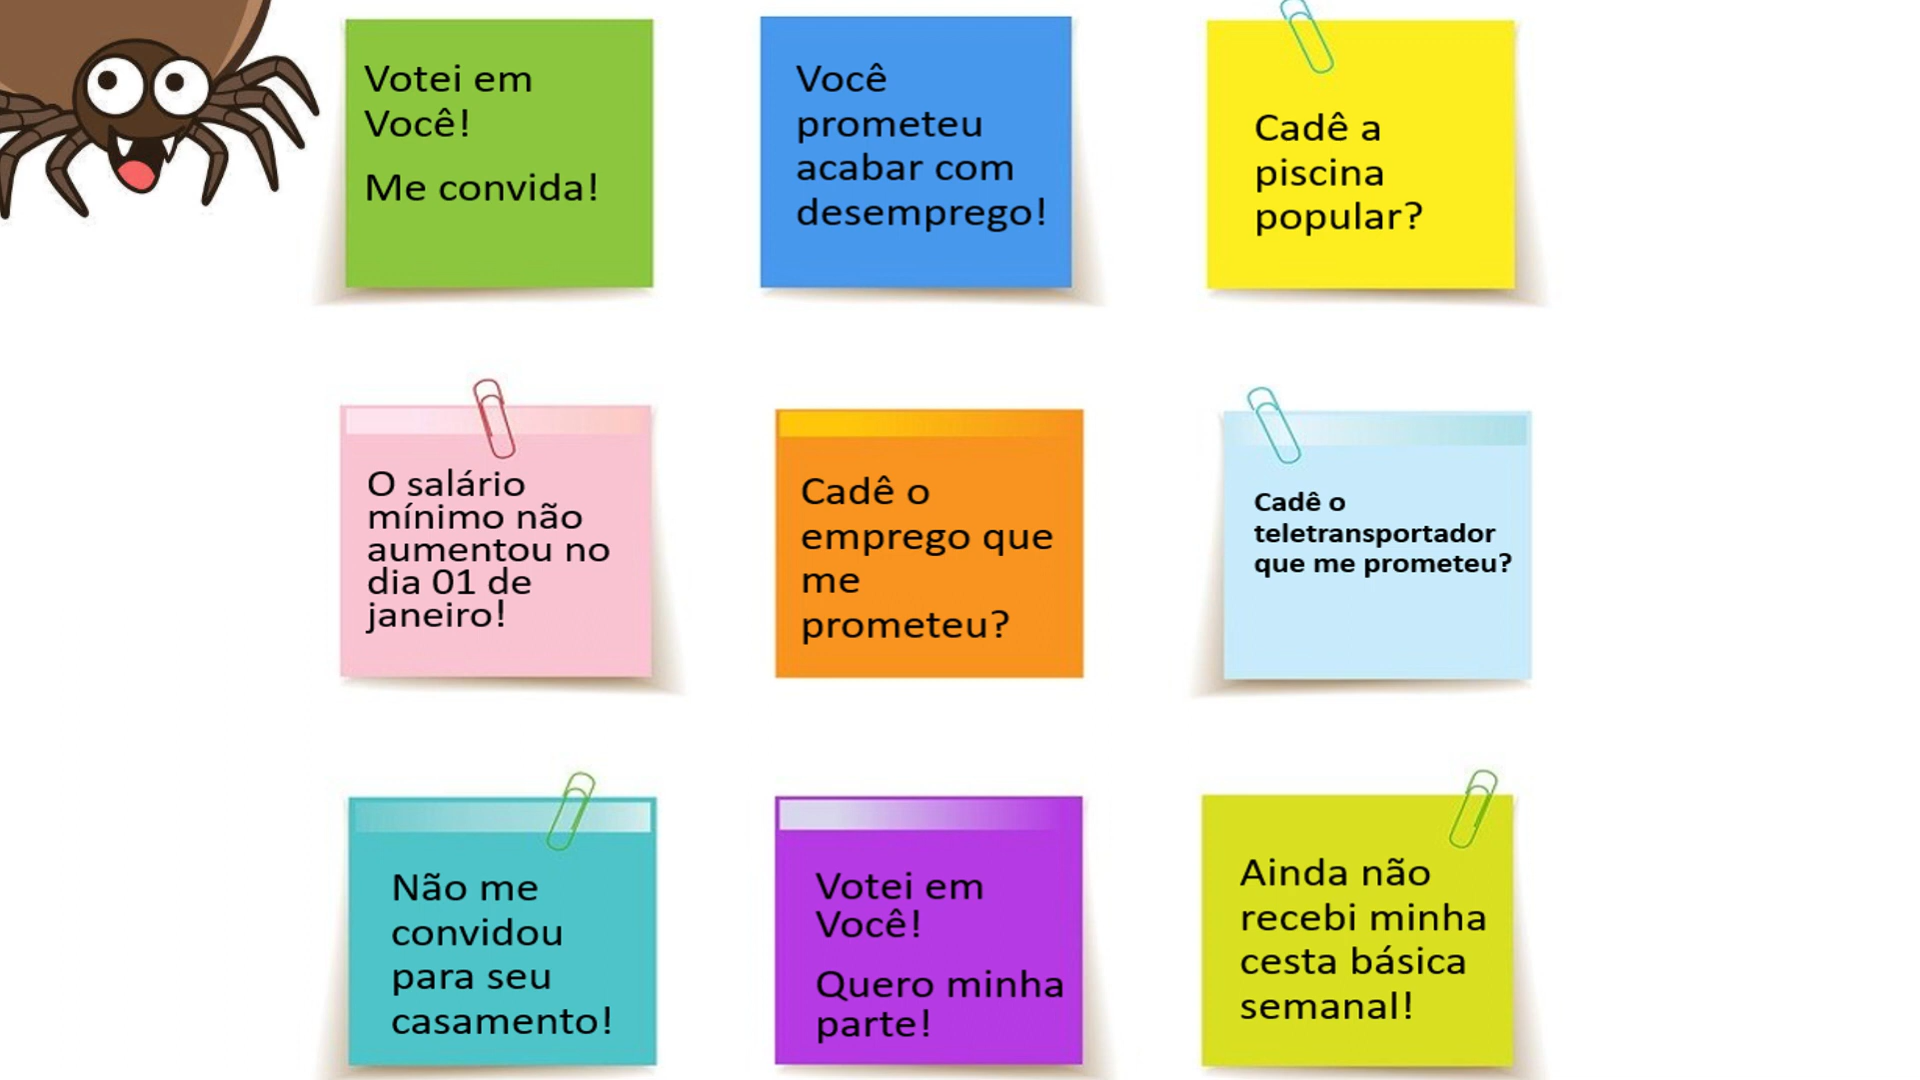 Votei em
Você!
Me convida!
Você
prometeu
acabar com
desemprego!
Cadê a
piscina
popular?
O salário
mínimo não
aumentou no
dia 01 de
janeiro!
Cadê o
emprego que
me
prometeu?
Cadê o
teletransportador
que me prometeu?
Não me
convidou
para seu
casamento!
Votei em
Você!
Quero minha
parte!
Ainda não
recebi minha
cesta básica
semanal!